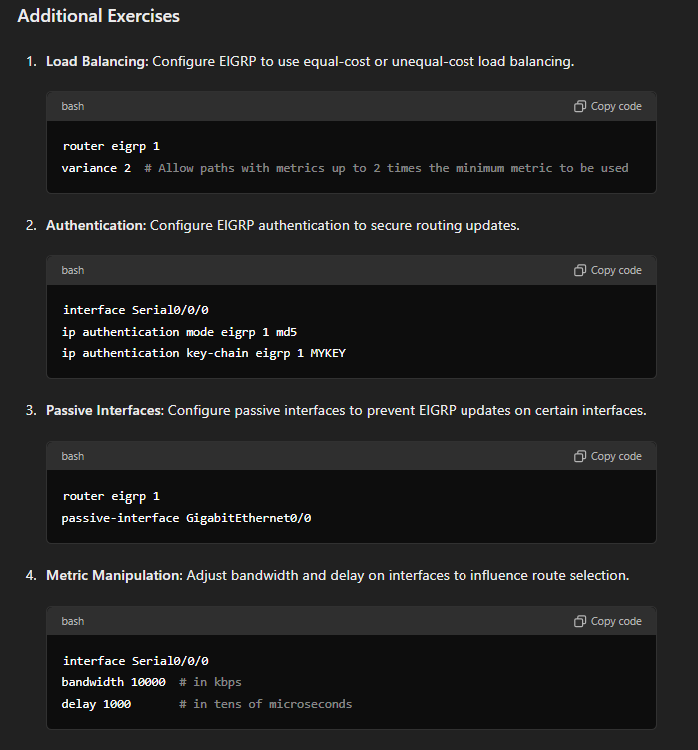 Additional Exercises
1. Load Balancing: Configure EIGRP to use equal-cost or unequal-cost load balancing.
bash Copy code
router eigrp 1
variance 2  # Allow paths with metrics up to 2 times the minimum metric to be used
2. Authentication: Configure EIGRP authentication to secure routing updates.
bash Copy code
interface Serial0/0/0
ip authentication mode eigrp 1 md5
ip authentication key-chain eigrp 1 MYKEY
3. Passive Interfaces: Configure passive interfaces to prevent EIGRP updates on certain interfaces.
bash Copy code
router eigrp 1
passive-interface GigabitEthernet0/0
4. Metric Manipulation: Adjust bandwidth and delay on interfaces to influence route selection.
bash Copy code
interface Serial0/0/0
bandwidth 10000  # in kbps
delay 1000       # in tens of microseconds